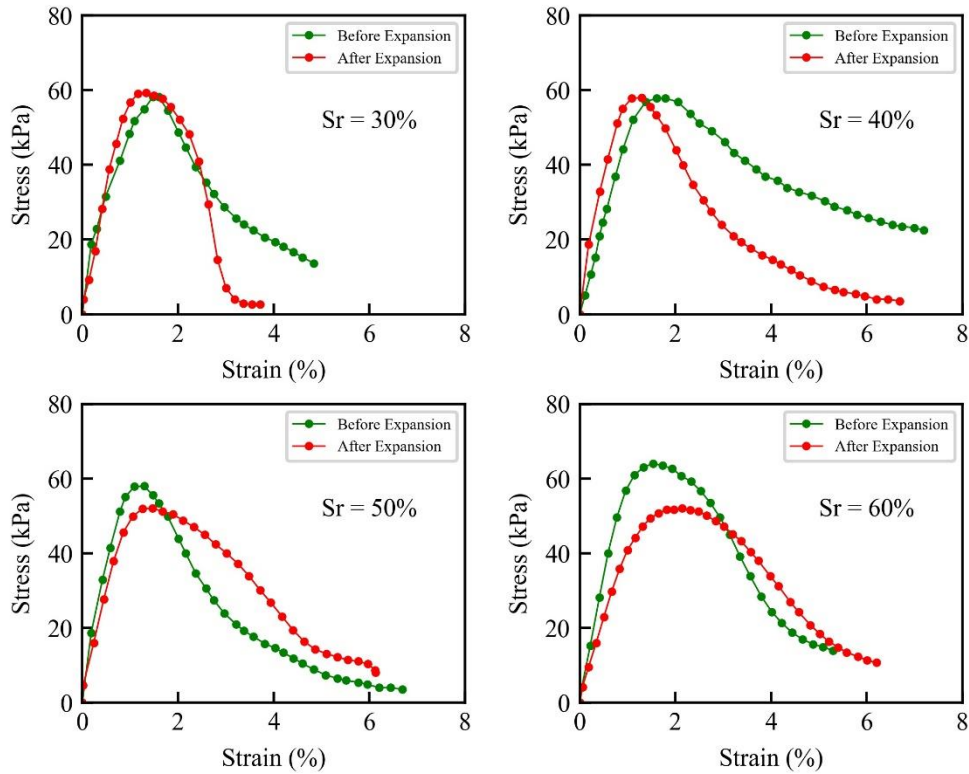 80
60
40
20
0
Stress (kPa)
0 2 4 6 8
Strain (%)
Before Expansion
After Expansion
Sr = 30%
80
60
40
20
0
Stress (kPa)
0 2 4 6 8
Strain (%)
Before Expansion
After Expansion
Sr = 40%
80
60
40
20
0
Stress (kPa)
0 2 4 6 8
Strain (%)
Before Expansion
After Expansion
Sr = 50%
80
60
40
20
0
Stress (kPa)
0 2 4 6 8
Strain (%)
Before Expansion
After Expansion
Sr = 60%